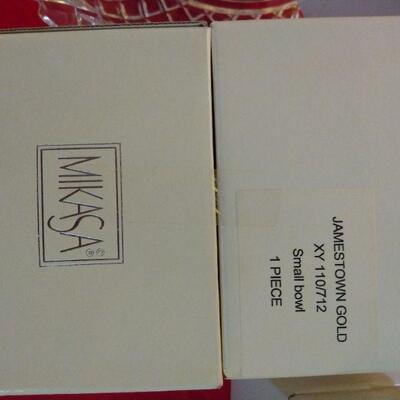 MIKASA®
JAMESTOWN GOLD
XY 110/712
Small bowl
1 PIECE